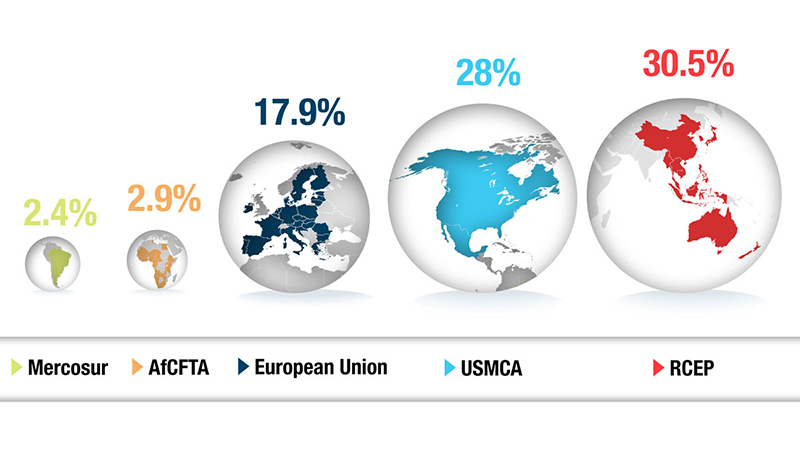 2.4%
2.9%
17.9%
28%
30.5%
Mercosur
AfCFTA
European Union
USMCA
RCEP